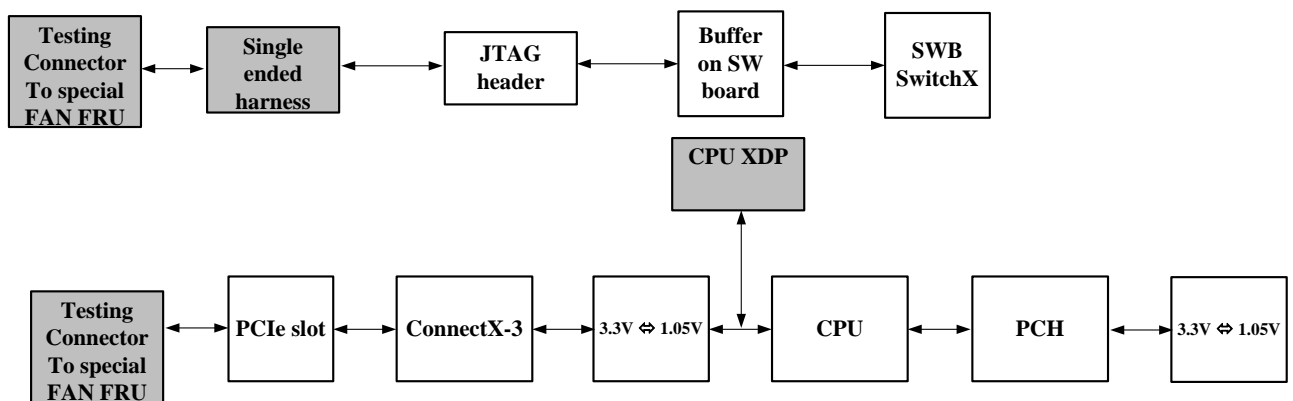 Testing
Connector
To special
FAN FRU
Single
ended
harness
JTAG
header
Buffer
on SW
board
SWB
SwitchX
CPU XDP
Testing
Connector
To special
FAN FRU
PCIe slot
ConnectX-3
3.3V ⇔ 1.05V
CPU
PCH
3.3V ⇔ 1.05V